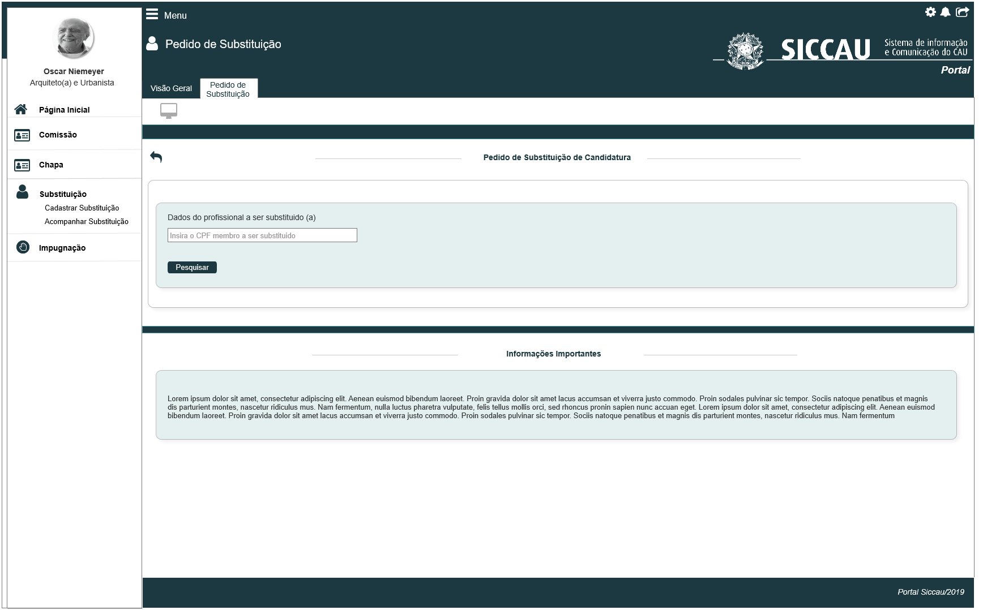 Menu
Pedido de Substituição
SICCAU
Sistema de informação
e Comunicação do CAU
Portal
Oscar Niemeyer
Arquiteto(a) e Urbanista
Página Inicial
Comissão
Chapa
Substituição
Cadastrar Substituição
Acompanhar Substituição
Impugnação
Visão Geral
Pedido de
Substituição
Pedido de Substituição de Candidatura
Dados do profissional a ser substituido (a)
Insira o CPF membro a ser substituido
Pesquisar
Informações Importantes
Lorem ipsum dolor sit amet, consectetur adipiscing elit. Aenean euismod bibendum laoreet. Proin gravida dolor sit amet lacus accumsan et viverra justo commodo. Proin sodales pulvinar sic tempor. Sociis natoque penatibus et magnis
dis parturient montes, nascetur ridiculus mus. Nam fermentum, nulla luctus pharetra vulputate, felis tellus mollis orci, sed rhoncus pronin sapien nunc accuan eget. Lorem ipsum dolor sit amet, consectetur adipiscing elit. Aenean euismod
bibendum laoreet. Proin gravida dolor sit amet lacus accumsan et viverra justo commodo. Proin sodales pulvinar sic tempor. Sociis natoque penatibus et magnis dis parturient montes, nascetur ridiculus mus. Nam fermentum
Portal Siccau/2019